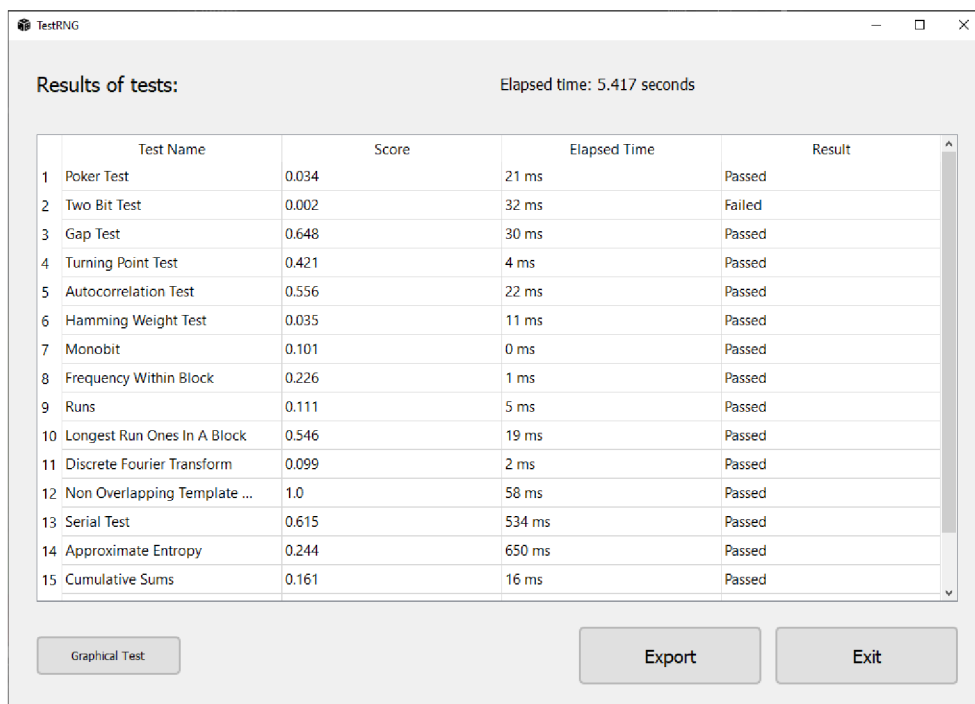 TestRNG
Results of tests: Elapsed time: 5.417 seconds
Test Name Score Elapsed Time Result
1 Poker Test 0.034 21 ms Passed
2 Two Bit Test 0.002 32 ms Failed
3 Gap Test 0.648 30 ms Passed
4 Turning Point Test 0.421 4 ms Passed
5 Autocorrelation Test 0.556 22 ms Passed
6 Hamming Weight Test 0.035 11 ms Passed
7 Monobit 0.101 0 ms Passed
8 Frequency Within Block 0.226 1 ms Passed
9 Runs 0.111 5 ms Passed
10 Longest Run Ones In A Block 0.546 19 ms Passed
11 Discrete Fourier Transform 0.099 2 ms Passed
12 Non Overlapping Template ... 1.0 58 ms Passed
13 Serial Test 0.615 534 ms Passed
14 Approximate Entropy 0.244 650 ms Passed
15 Cumulative Sums 0.161 16 ms Passed
Graphical Test Export Exit